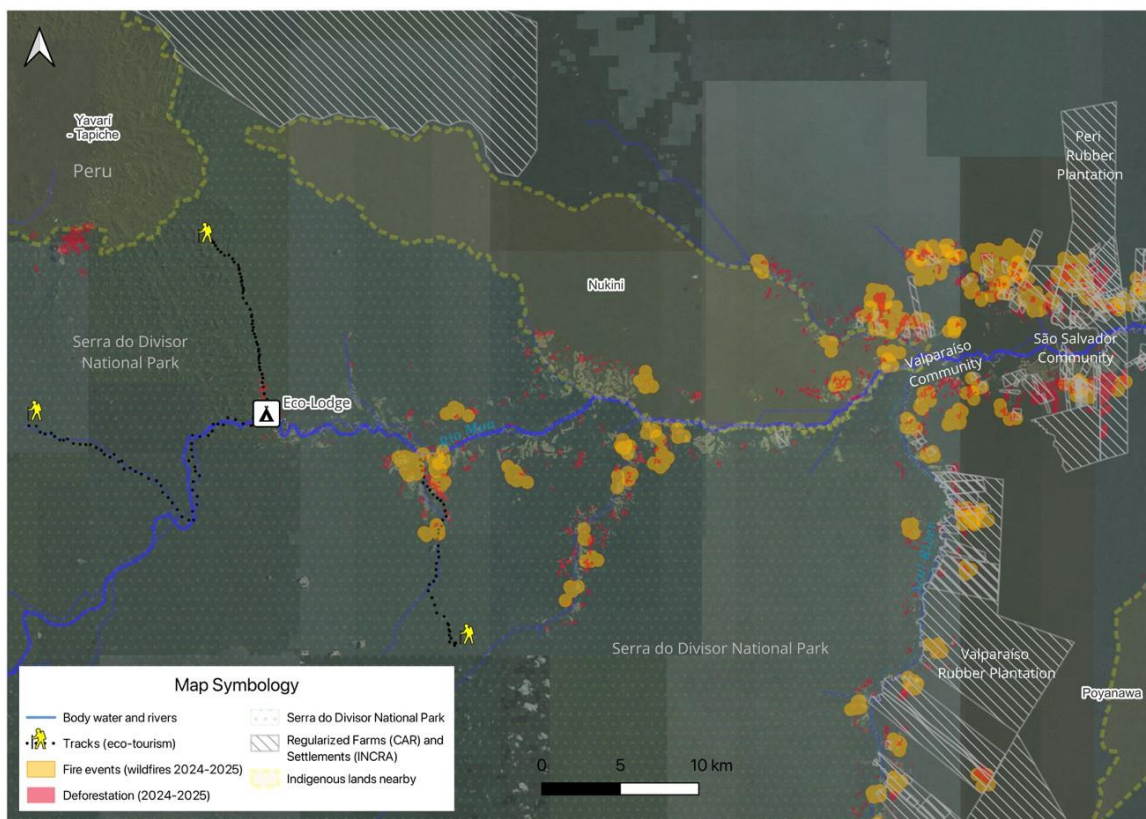 Yavarí
- Tapiche
Peru
Peri
Rubber
Plantation
Nukini
Serra do Divisor
National Park
São Salvador
Community
Valparaíso
Community
Eco-Lodge
Rio Moa
Serra do Divisor National Park
Valparaíso
Rubber Plantation
Poyanawa
Map Symbology
Body water and rivers
Tracks (eco-tourism)
Fire events (wildfires 2024-2025)
Deforestation (2024-2025)
Serra do Divisor National Park
Regularized Farms (CAR) and
Settlements (INCRA)
Indigenous lands nearby
0 5 10 km